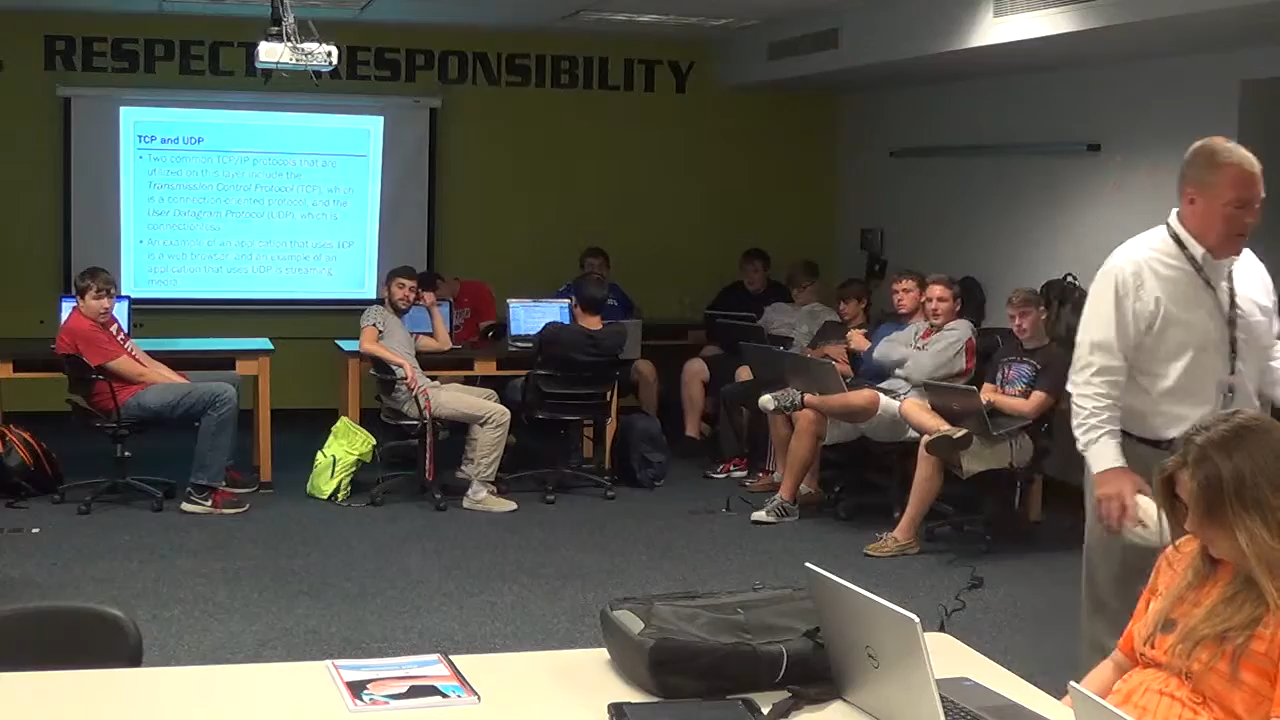 RESPECT RESPONSIBILITY
TCP and UDP
• Two common TCP/IP protocols that are
utilized on this layer include the
Transmission Control Protocol (TCP), which
is a connection-oriented protocol, and the
User Datagram Protocol (UDP), which is
connectionless.
• An example of an application that uses TCP
is a web browser, and an example of an
application that uses UDP is streaming
media.
DELL